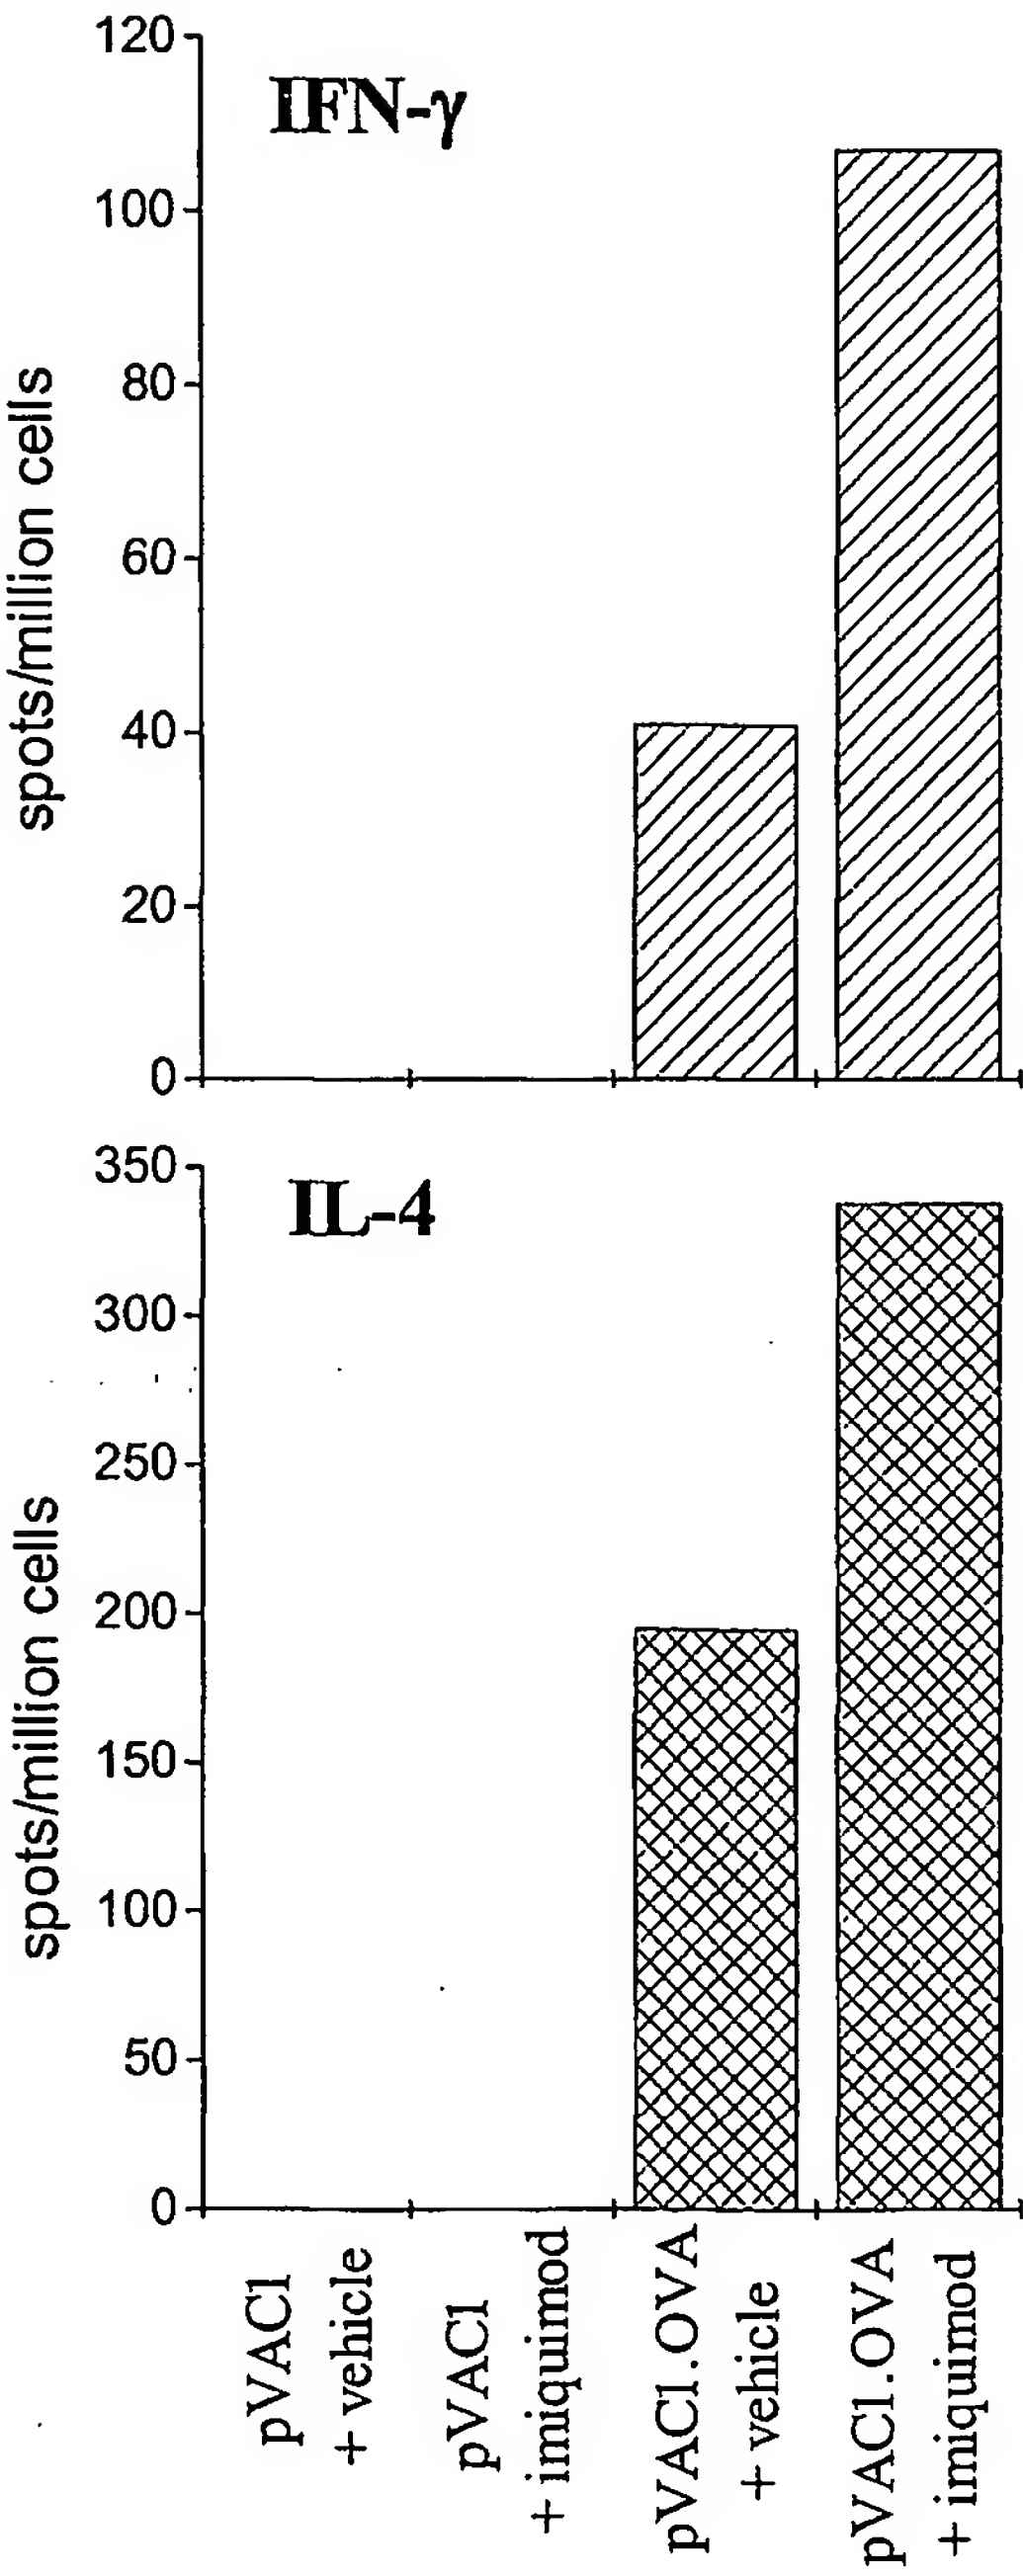 IFN-γ
spots/million cells
120
100
80
60
40
20
0
IL-4
spots/million cells
350
300
250
200
150
100
50
0
pVAC1
+ vehicle
pVAC1
+ imiquimod
pVAC1.OVA
+ vehicle
pVAC1.OVA
+ imiquimod